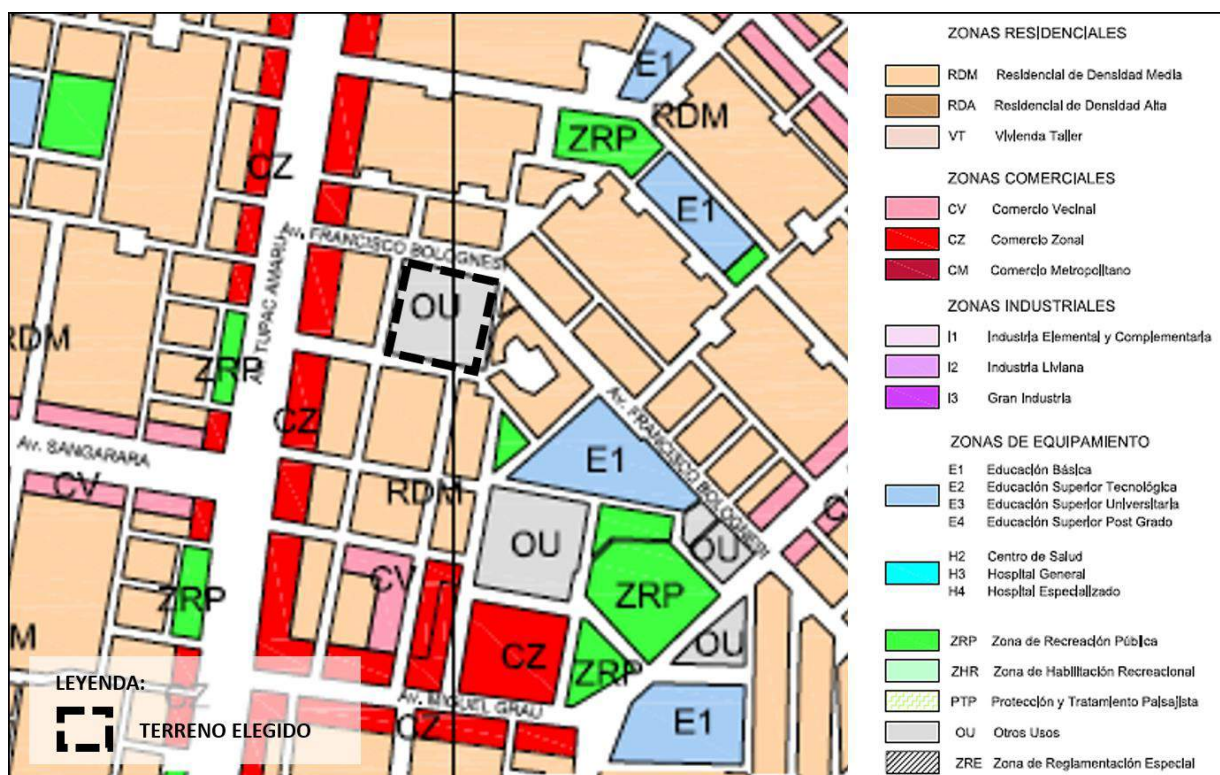 E1
RDM
ZRP
CZ
E1
Av. FRANCISCO BOLOGNESI
AV. TUPAC AMARU
OU
RDM
ZRP
CZ
Av. FRANCISCO BOLOGNESI
Av. SANGARARA
E1
CV
RDM
OU
OU
CV
ZRP
ZRP
OU
CZ
ZRP
CZ
Av. MIGUEL GRAU
CZ
E1
LEYENDA:
TERRENO ELEGIDO
ZONAS RESIDENCIALES
RDM Residencial de Densidad Media
RDA Residencial de Densidad Alta
VT Vivienda Taller
ZONAS COMERCIALES
CV Comercio Vecinal
CZ Comercio Zonal
CM Comercio Metropolitano
ZONAS INDUSTRIALES
I1 Industria Elemental y Complementaria
I2 Industria Liviana
I3 Gran Industria
ZONAS DE EQUIPAMIENTO
E1 Educación Básica
E2 Educación Superior Tecnológica
E3 Educación Superior Universitaria
E4 Educación Superior Post Grado
H2 Centro de Salud
H3 Hospital General
H4 Hospital Especializado
ZRP Zona de Recreación Pública
ZHR Zona de Habilitación Recreacional
PTP Protección y Tratamiento Paisajista
OU Otros Usos
ZRE Zona de Reglamentación Especial